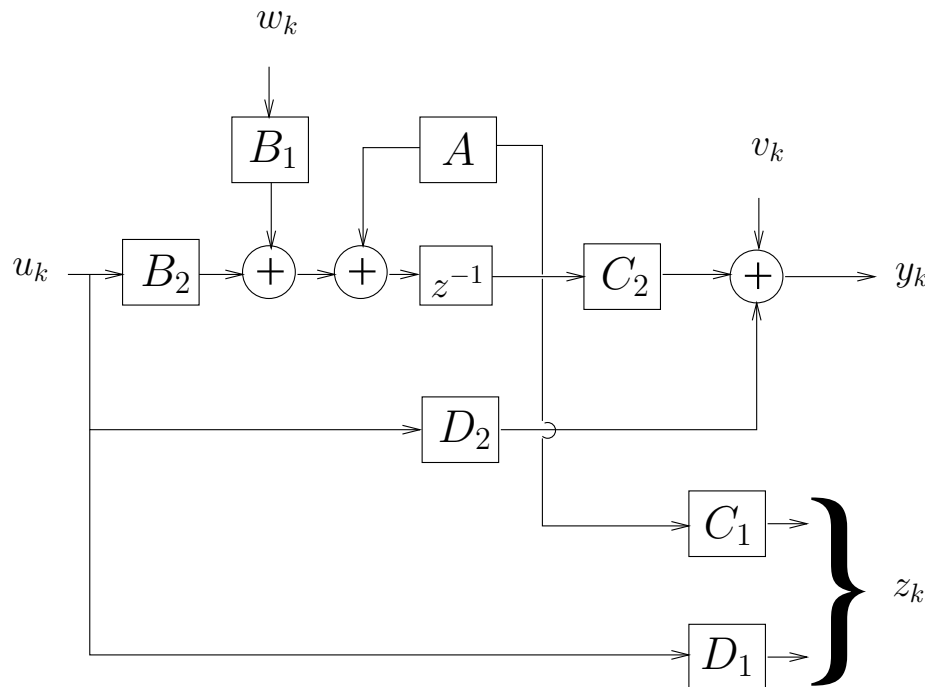 w_k
B_1
A
v_k
u_k
B_2
+
+
z^{-1}
C_2
+
y_k
D_2
C_1
}
z_k
D_1